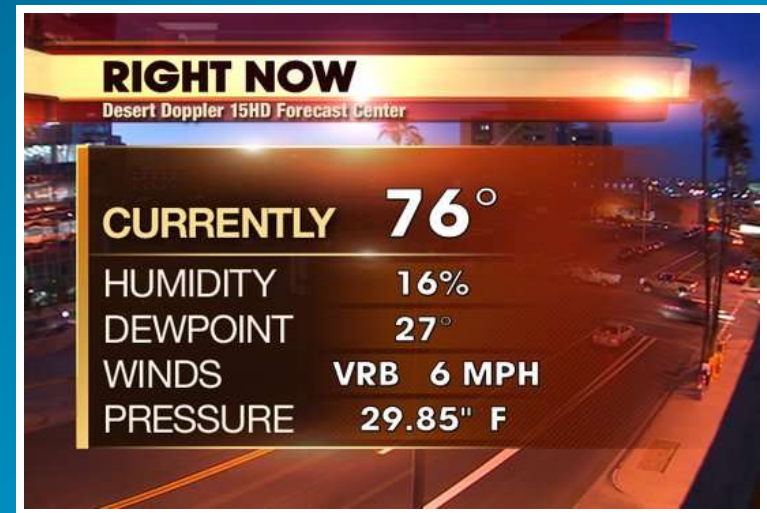 RIGHT NOW
Desert Doppler 15HD Forecast Center
CURRENTLY 76°
HUMIDITY 16%
DEWPOINT 27°
WINDS VRB 6 MPH
PRESSURE 29.85" F